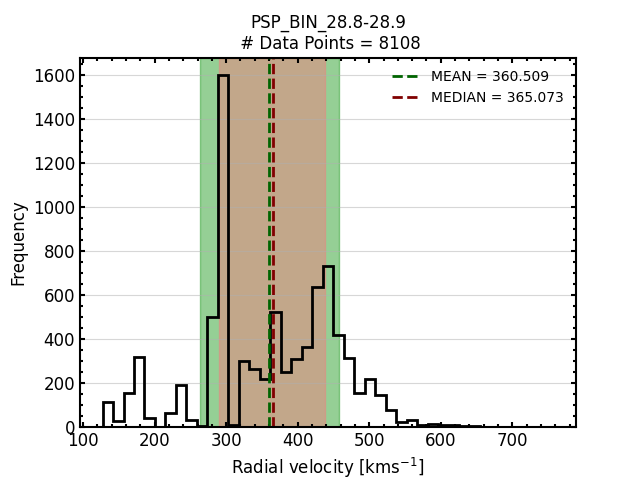 PSP_BIN_28.8-28.9
# Data Points = 8108
MEAN = 360.509
MEDIAN = 365.073
Frequency
1600
1400
1200
1000
800
600
400
200
0
100 200 300 400 500 600 700
Radial velocity [kms⁻¹]